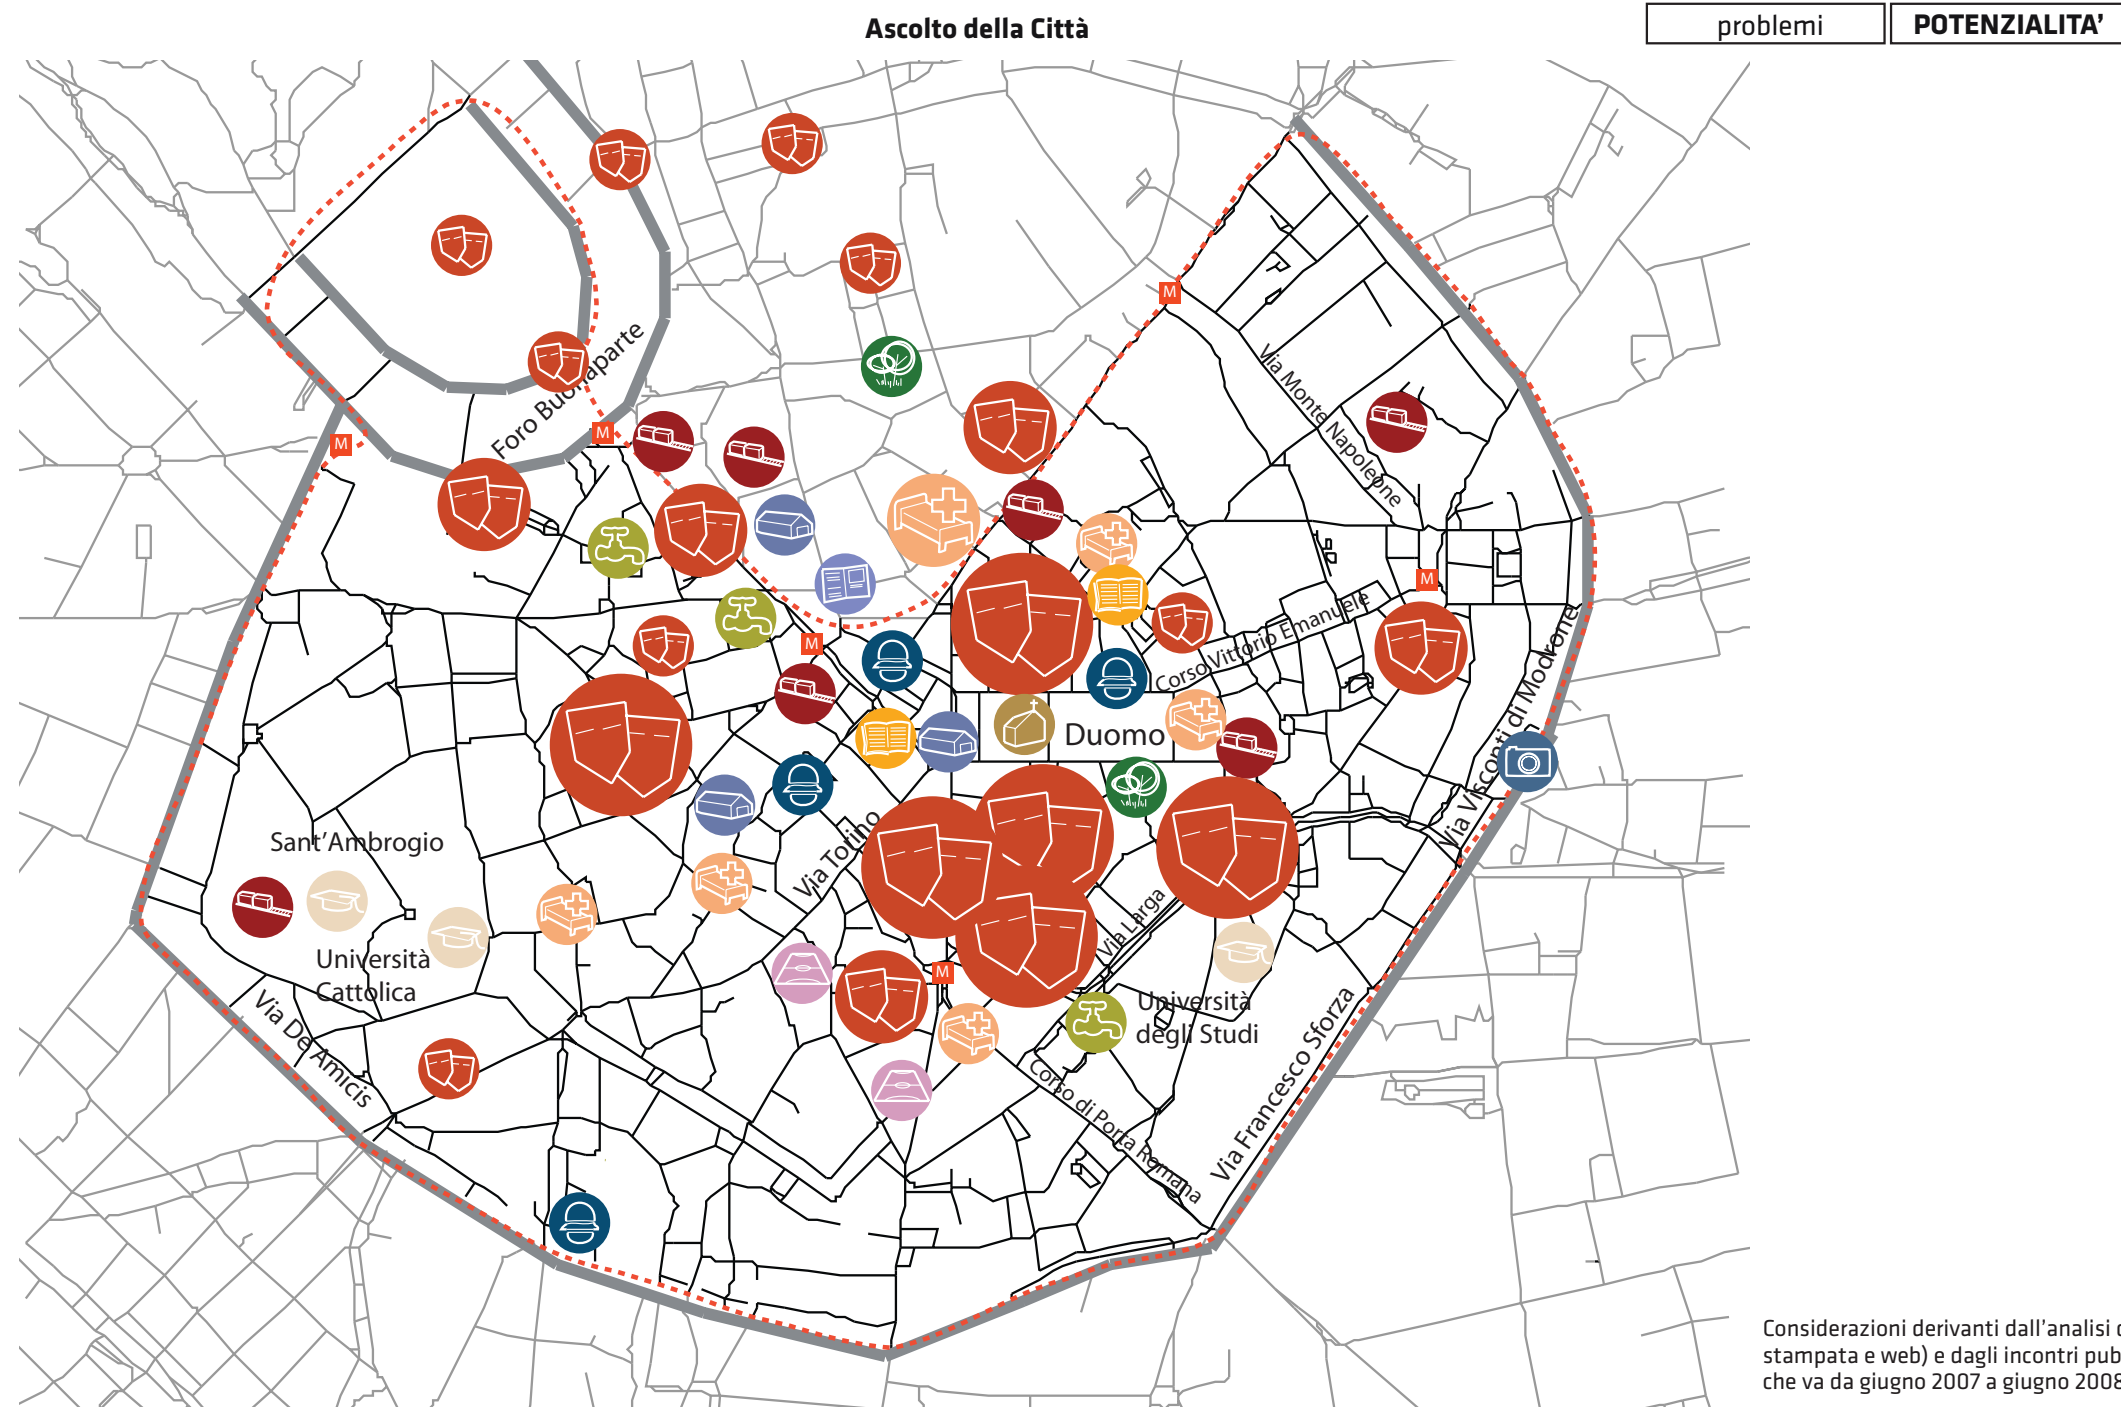 Ascolto della Città
problemi
POTENZIALITA’
M
Foro Buonaparte
M
M
Via Monte Napoleone
M
M
Corso Vittorio Emanuele
Via Visconti di Modrone
Duomo
Via Torino
Sant’Ambrogio
Università
Cattolica
Via De Amicis
Via Larga
M
Università
degli Studi
Corso di Porta Romana
Via Francesco Sforza
Considerazioni derivanti dall’analisi
stampata e web) e dagli incontri
che va da giugno 2007 a giugno 2008